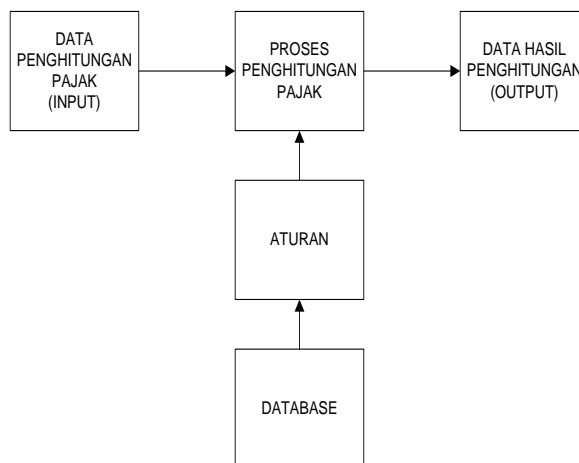 DATA
PENGHITUNGAN
PAJAK
(INPUT)
PROSES
PENGHITUNGAN
PAJAK
DATA HASIL
PENGHITUNGAN
(OUTPUT)
ATURAN
DATABASE